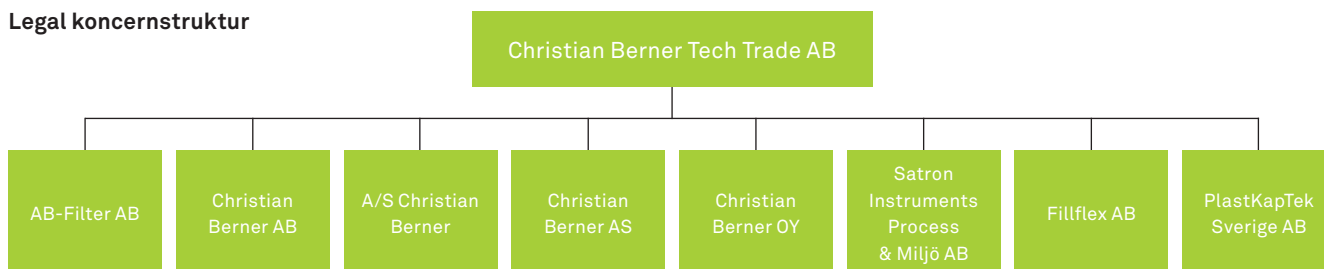 Legal koncernstruktur
Christian Berner Tech Trade AB
AB-Filter AB
Christian
Berner AB
A/S Christian
Berner
Christian
Berner AS
Christian
Berner OY
Satron
Instruments
Process
& Miljö AB
Fillflex AB
PlastKapTek
Sverige AB